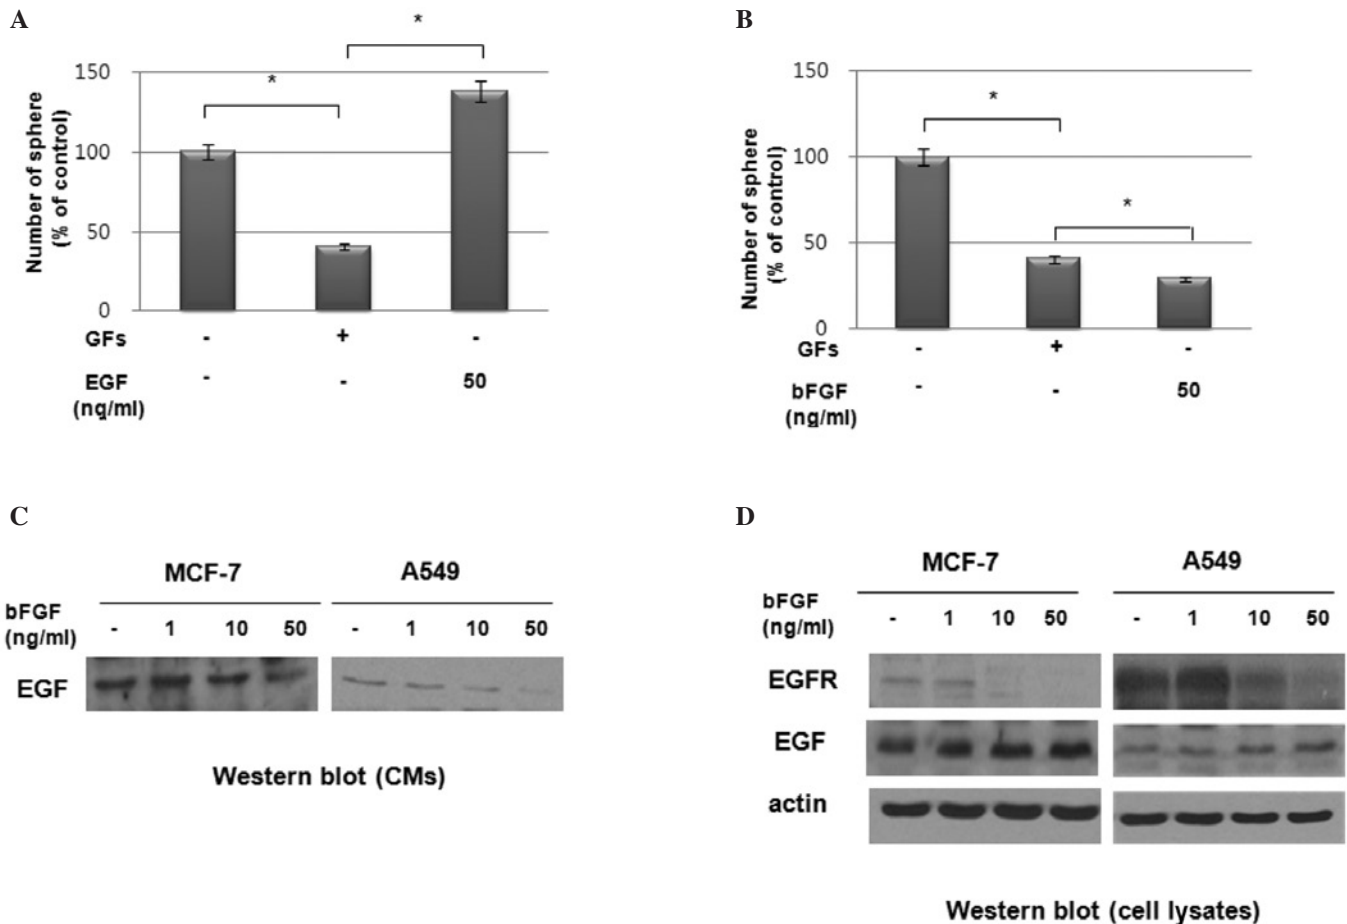 A
*
*
150
100
50
0
Number of sphere
(% of control)
GFs - + -
EGF - - 50
(ng/ml)
B
*
*
150
100
50
0
Number of sphere
(% of control)
GFs - + -
bFGF - - 50
(ng/ml)
C
MCF-7 A549
bFGF
(ng/ml) - 1 10 50 - 1 10 50
EGF
Western blot (CMs)
D
MCF-7 A549
bFGF
(ng/ml) - 1 10 50 - 1 10 50
EGFR
EGF
actin
Western blot (cell lysates)